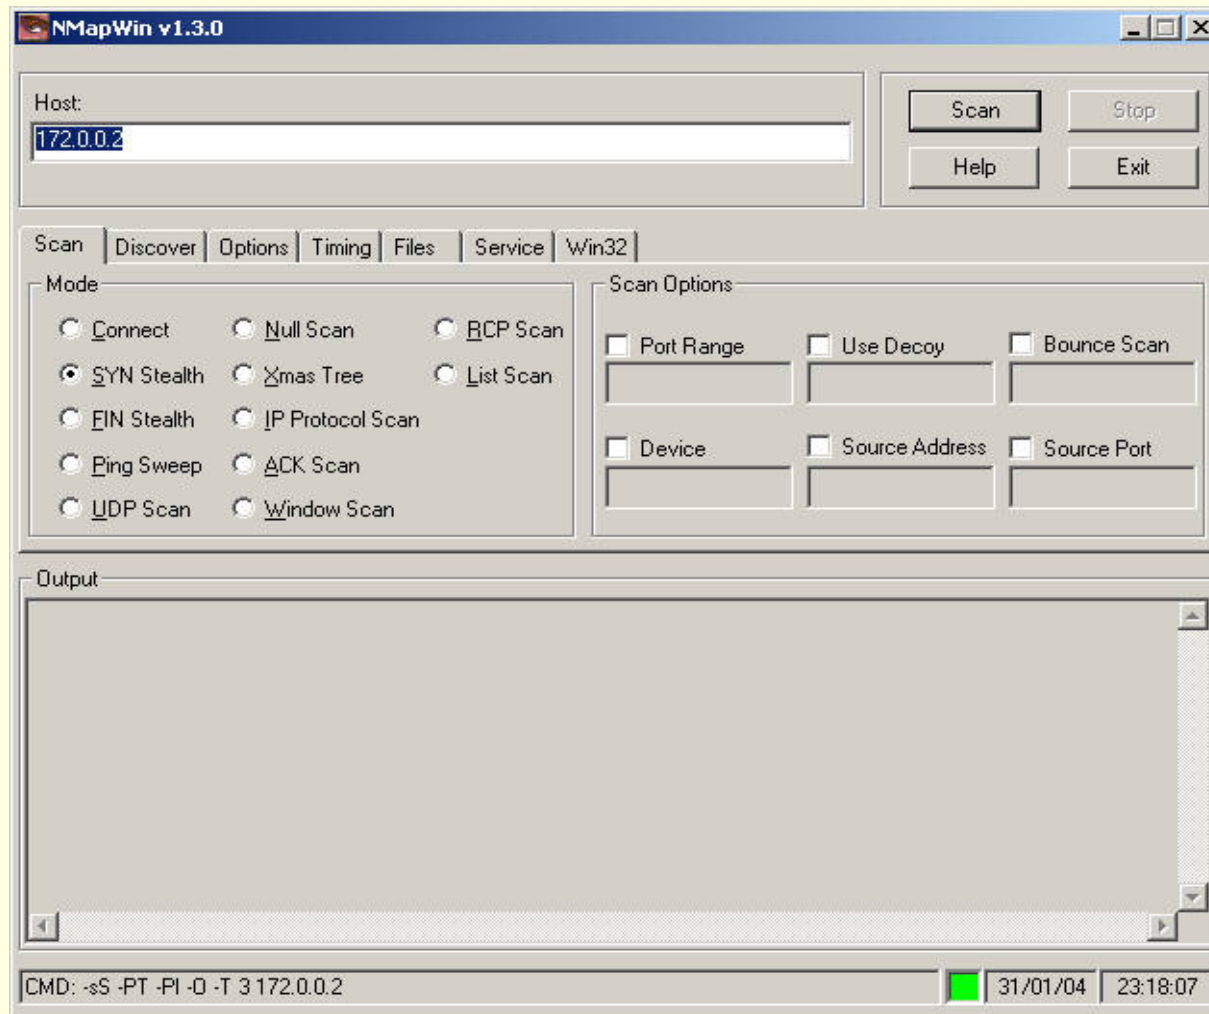 NMapWin v1.3.0
Host:
172.0.0.2
Scan
Stop
Help
Exit
Scan Discover Options Timing Files Service Win32
Mode
Connect Null Scan RCP Scan
SYN Stealth Xmas Tree List Scan
FIN Stealth IP Protocol Scan
Ping Sweep ACK Scan
UDP Scan Window Scan
Scan Options
Port Range Use Decoy Bounce Scan
Device Source Address Source Port
Output
CMD: -sS -PT -PI -O -T 3 172.0.0.2
31/01/04
23:18:07